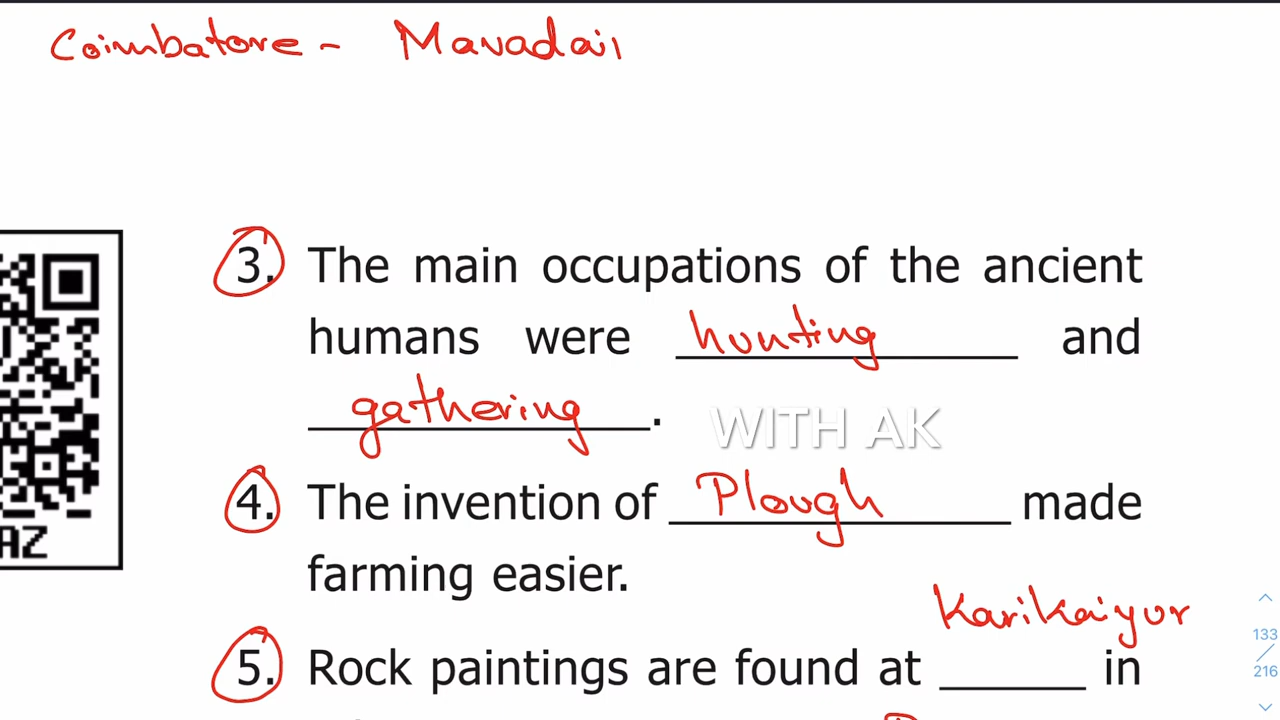 Coimbatore - Mavadai
3. The main occupations of the ancient
humans were hunting and
gathering.
WITH AK
4. The invention of Plough made
AZ
farming easier.
Karikaiyur
5. Rock paintings are found at ______ in
133
216